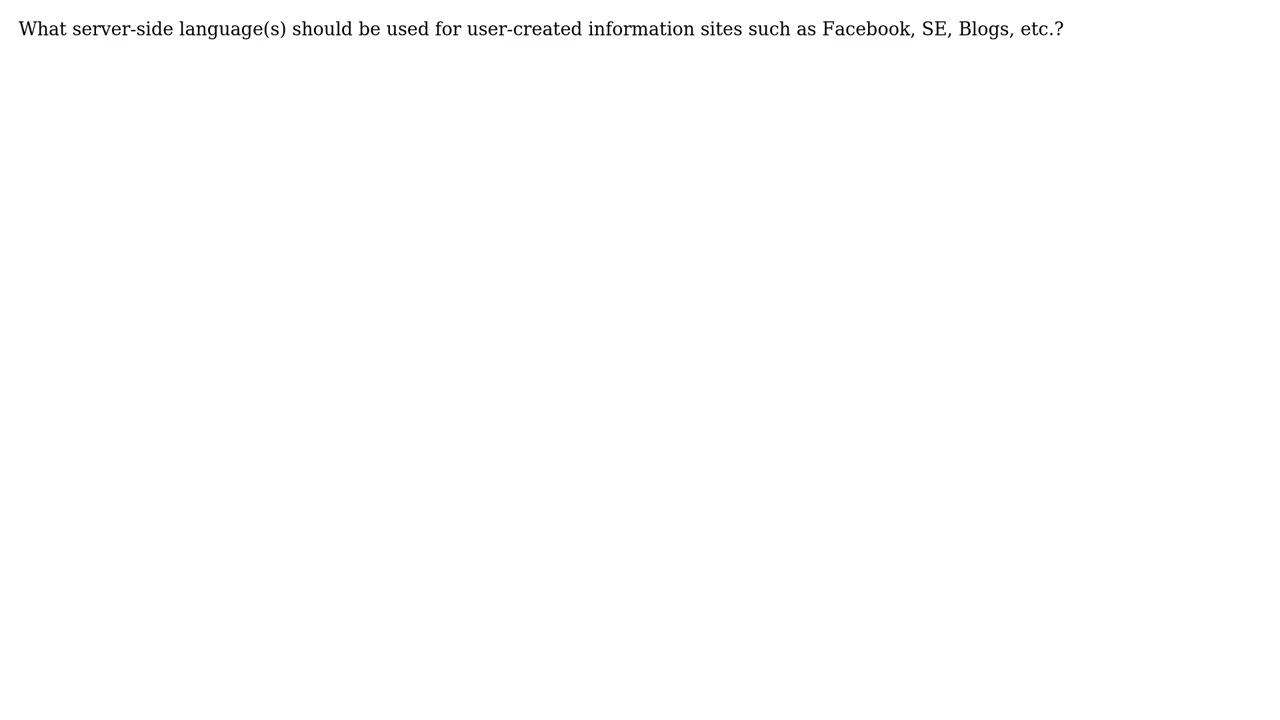 What server-side language(s) should be used for user-created information sites such as Facebook, SE, Blogs, etc.?